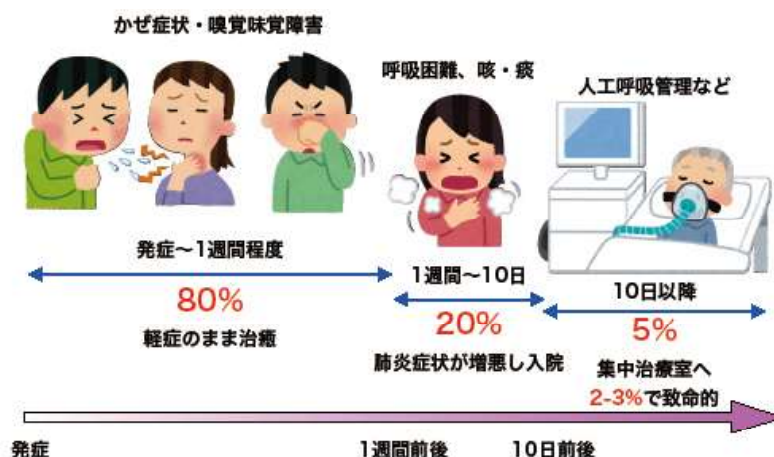 かぜ症状・嗅覚味覚障害
呼吸困難、咳・痰
人工呼吸管理など
発症～1週間程度
80%
軽症のまま治癒
1週間～10日
20%
肺炎症状が増悪し入院
10日以降
5%
集中治療室へ
2-3%で致命的
発症
1週間前後
10日前後